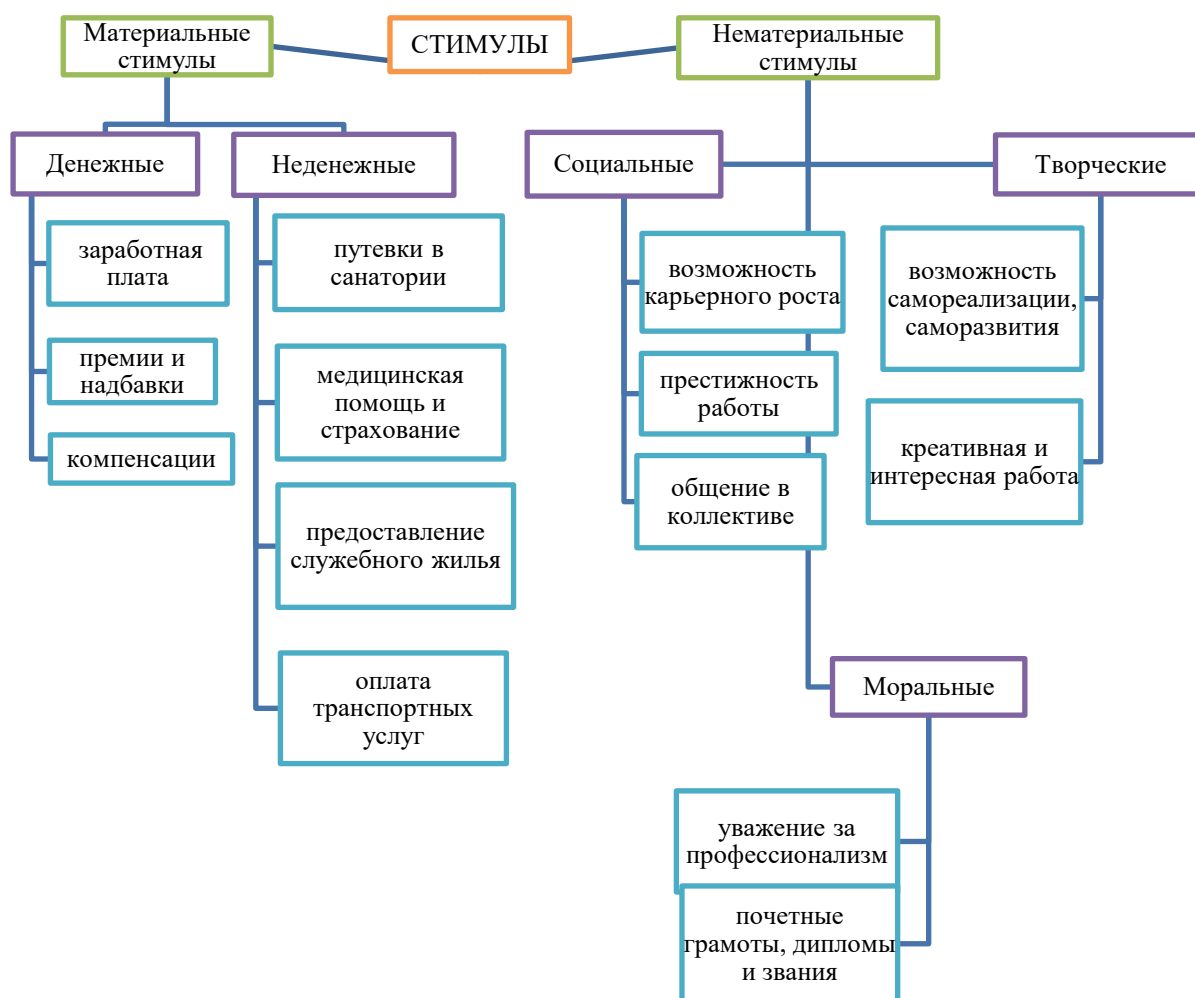 СТИМУЛЫ
Материальные
стимулы
Нематериальные
стимулы
Денежные
заработная
плата
премии и
надбавки
компенсации
Неденежные
путевки в
санатории
медицинская
помощь и
страхование
предоставление
служебного жилья
оплата
транспортных
услуг
Социальные
возможность
карьерного роста
престижность
работы
общение в
коллективе
Творческие
возможность
самореализации,
саморазвития
креативная и
интересная работа
Моральные
уважение за
профессионализм
почетные
грамоты, дипломы
и звания